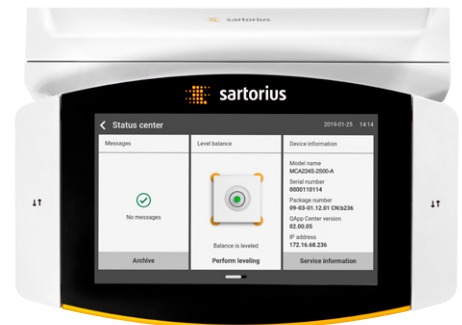 sartorius
sartorius
Status center 2019-01-25 14:14
Messages
No messages
Archive
Level balance
Balance is leveled
Perform leveling
Device information
Model name
MCA224S-2S00-A
Serial number
0000110114
Package number
09-03-01.12.01 CN:b236
QApp Center version
02.00.05
IP address
172.16.68.236
Service information